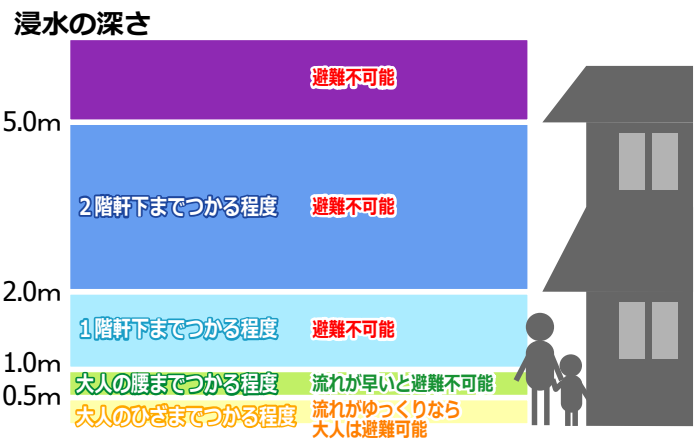 浸水の深さ
避難不可能
5.0m
2階軒下までつかる程度 避難不可能
2.0m
1階軒下までつかる程度 避難不可能
1.0m
大人の腰までつかる程度 流れが早いと避難不可能
0.5m
大人のひざまでつかる程度 流れがゆっくりなら
大人は避難可能